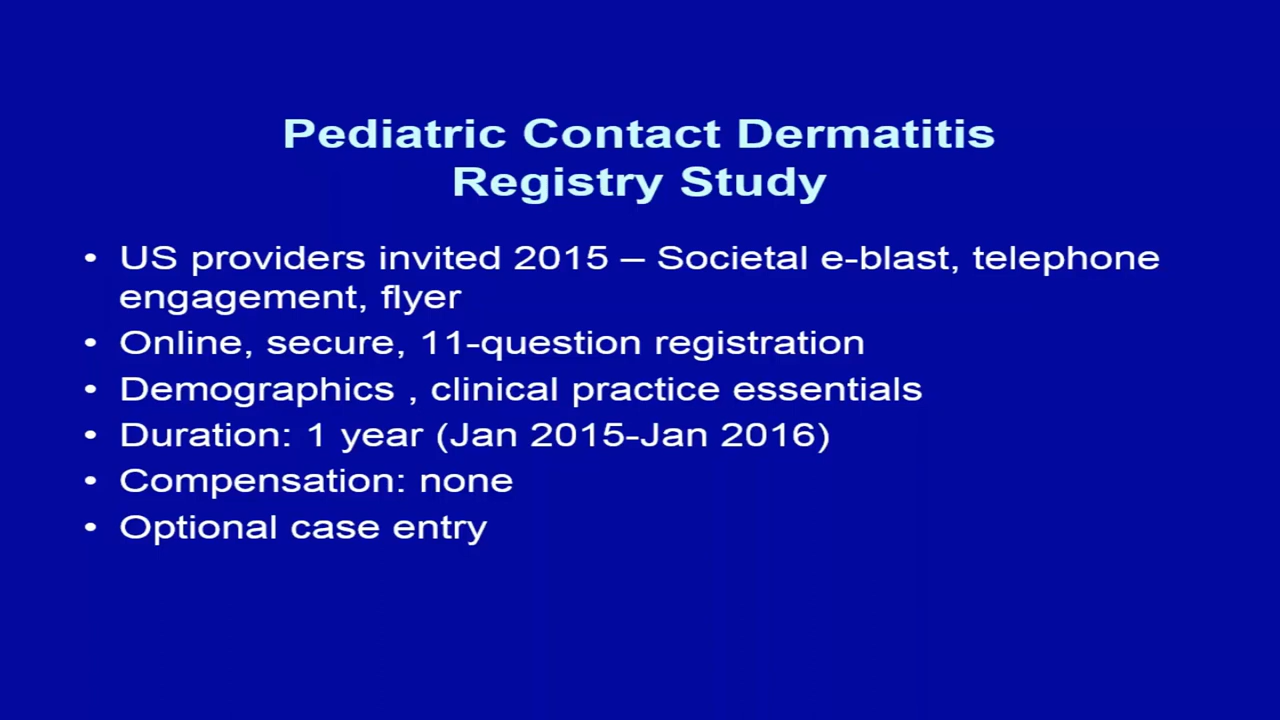 Pediatric Contact Dermatitis
Registry Study
• US providers invited 2015 – Societal e-blast, telephone
engagement, flyer
• Online, secure, 11-question registration
• Demographics , clinical practice essentials
• Duration: 1 year (Jan 2015-Jan 2016)
• Compensation: none
• Optional case entry